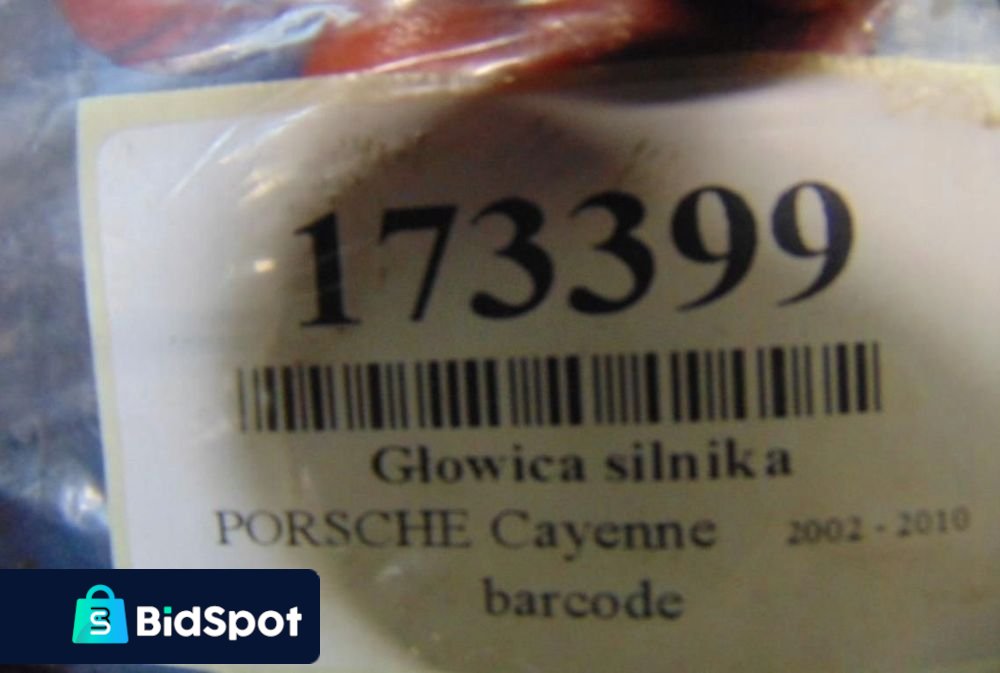 173399
Głowica silnika
PORSCHE Cayenne 2002 - 2010
barcode
BidSpot